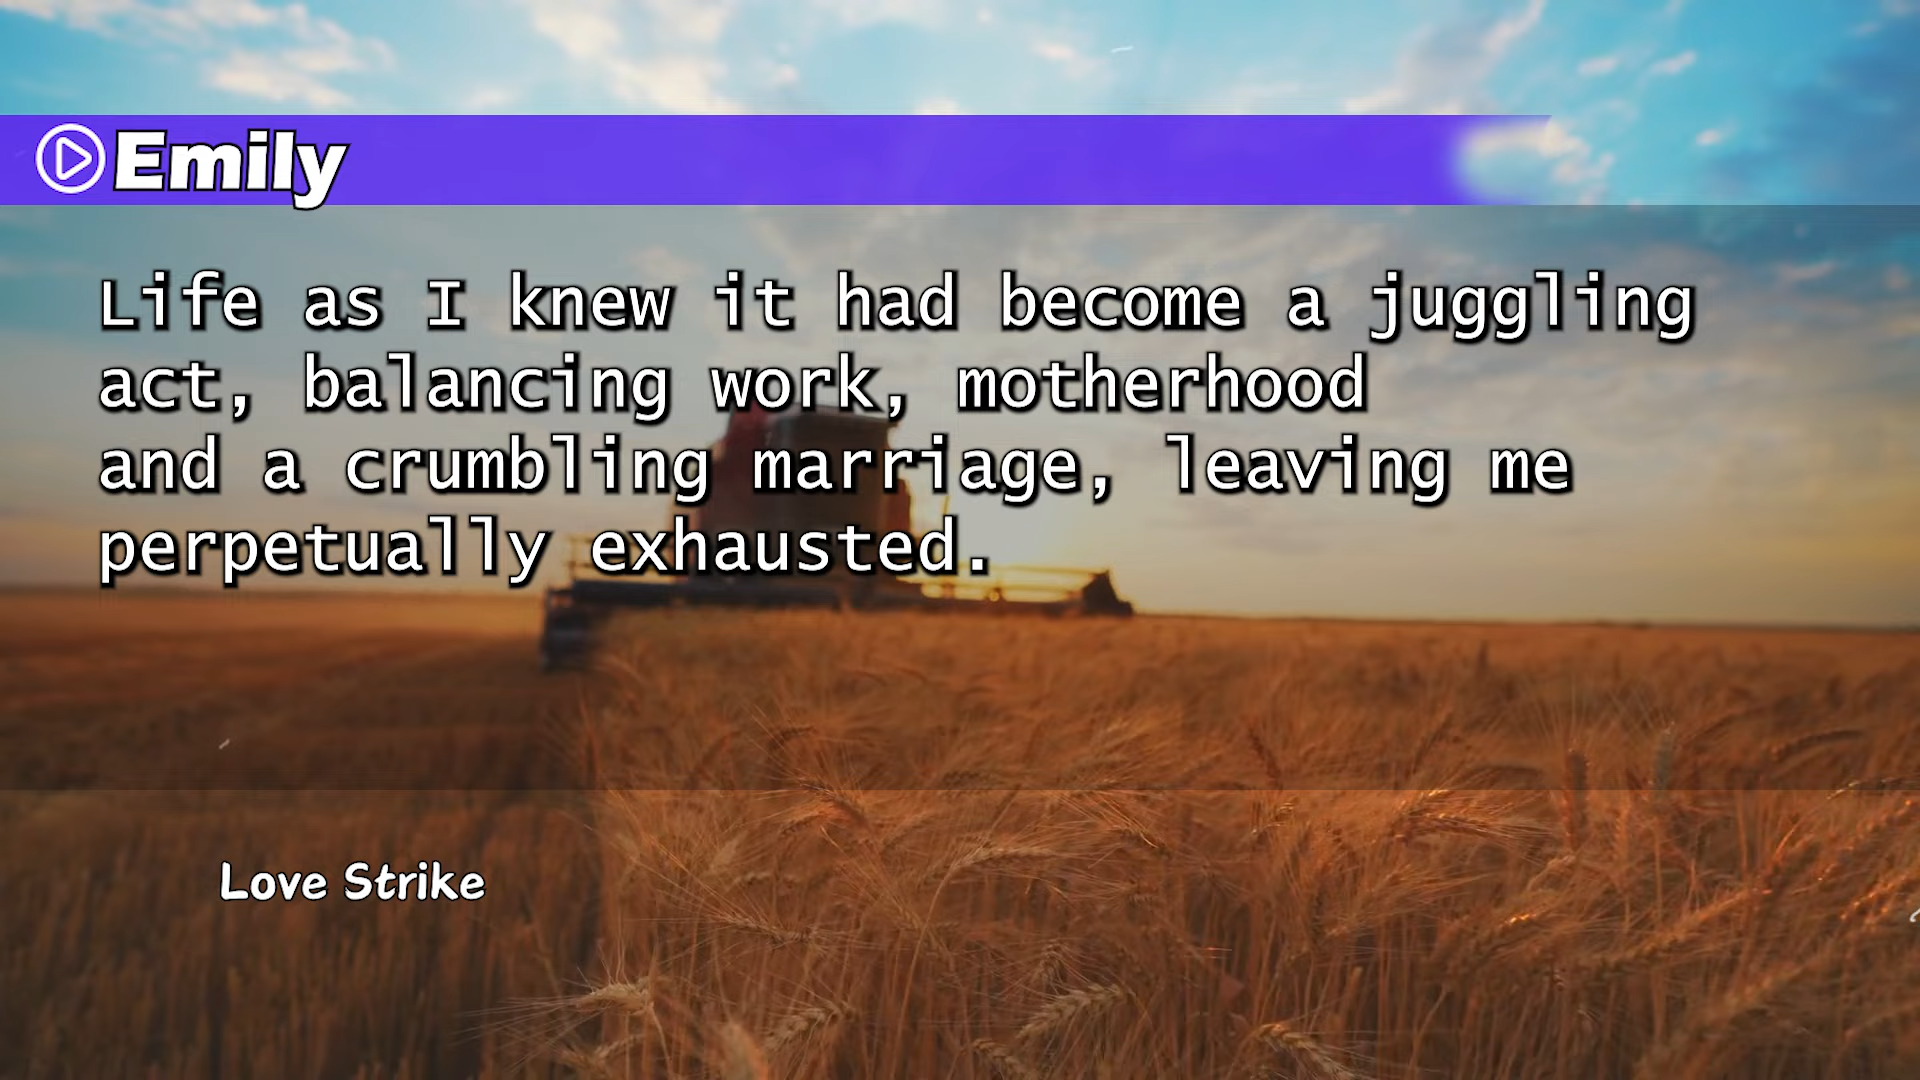 Emily
Life as I knew it had become a juggling
act, balancing work, motherhood
and a crumbling marriage, leaving me
perpetually exhausted.
Love Strike